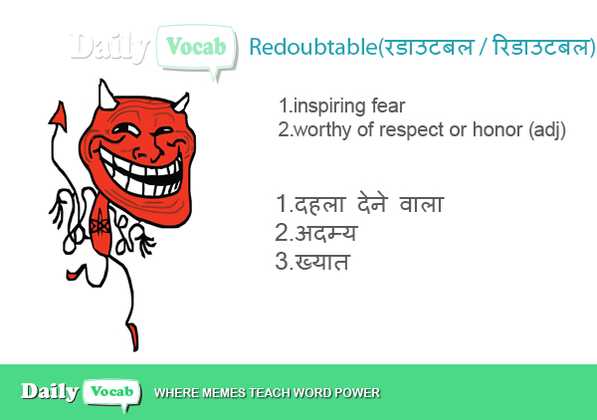 Daily Vocab Redoubtable(रडाउटबल / रिडाउटबल)
1.inspiring fear
2.worthy of respect or honor (adj)
1.दहला देने वाला
2.अदम्य
3.ख्यात
Daily Vocab WHERE MEMES TEACH WORD POWER